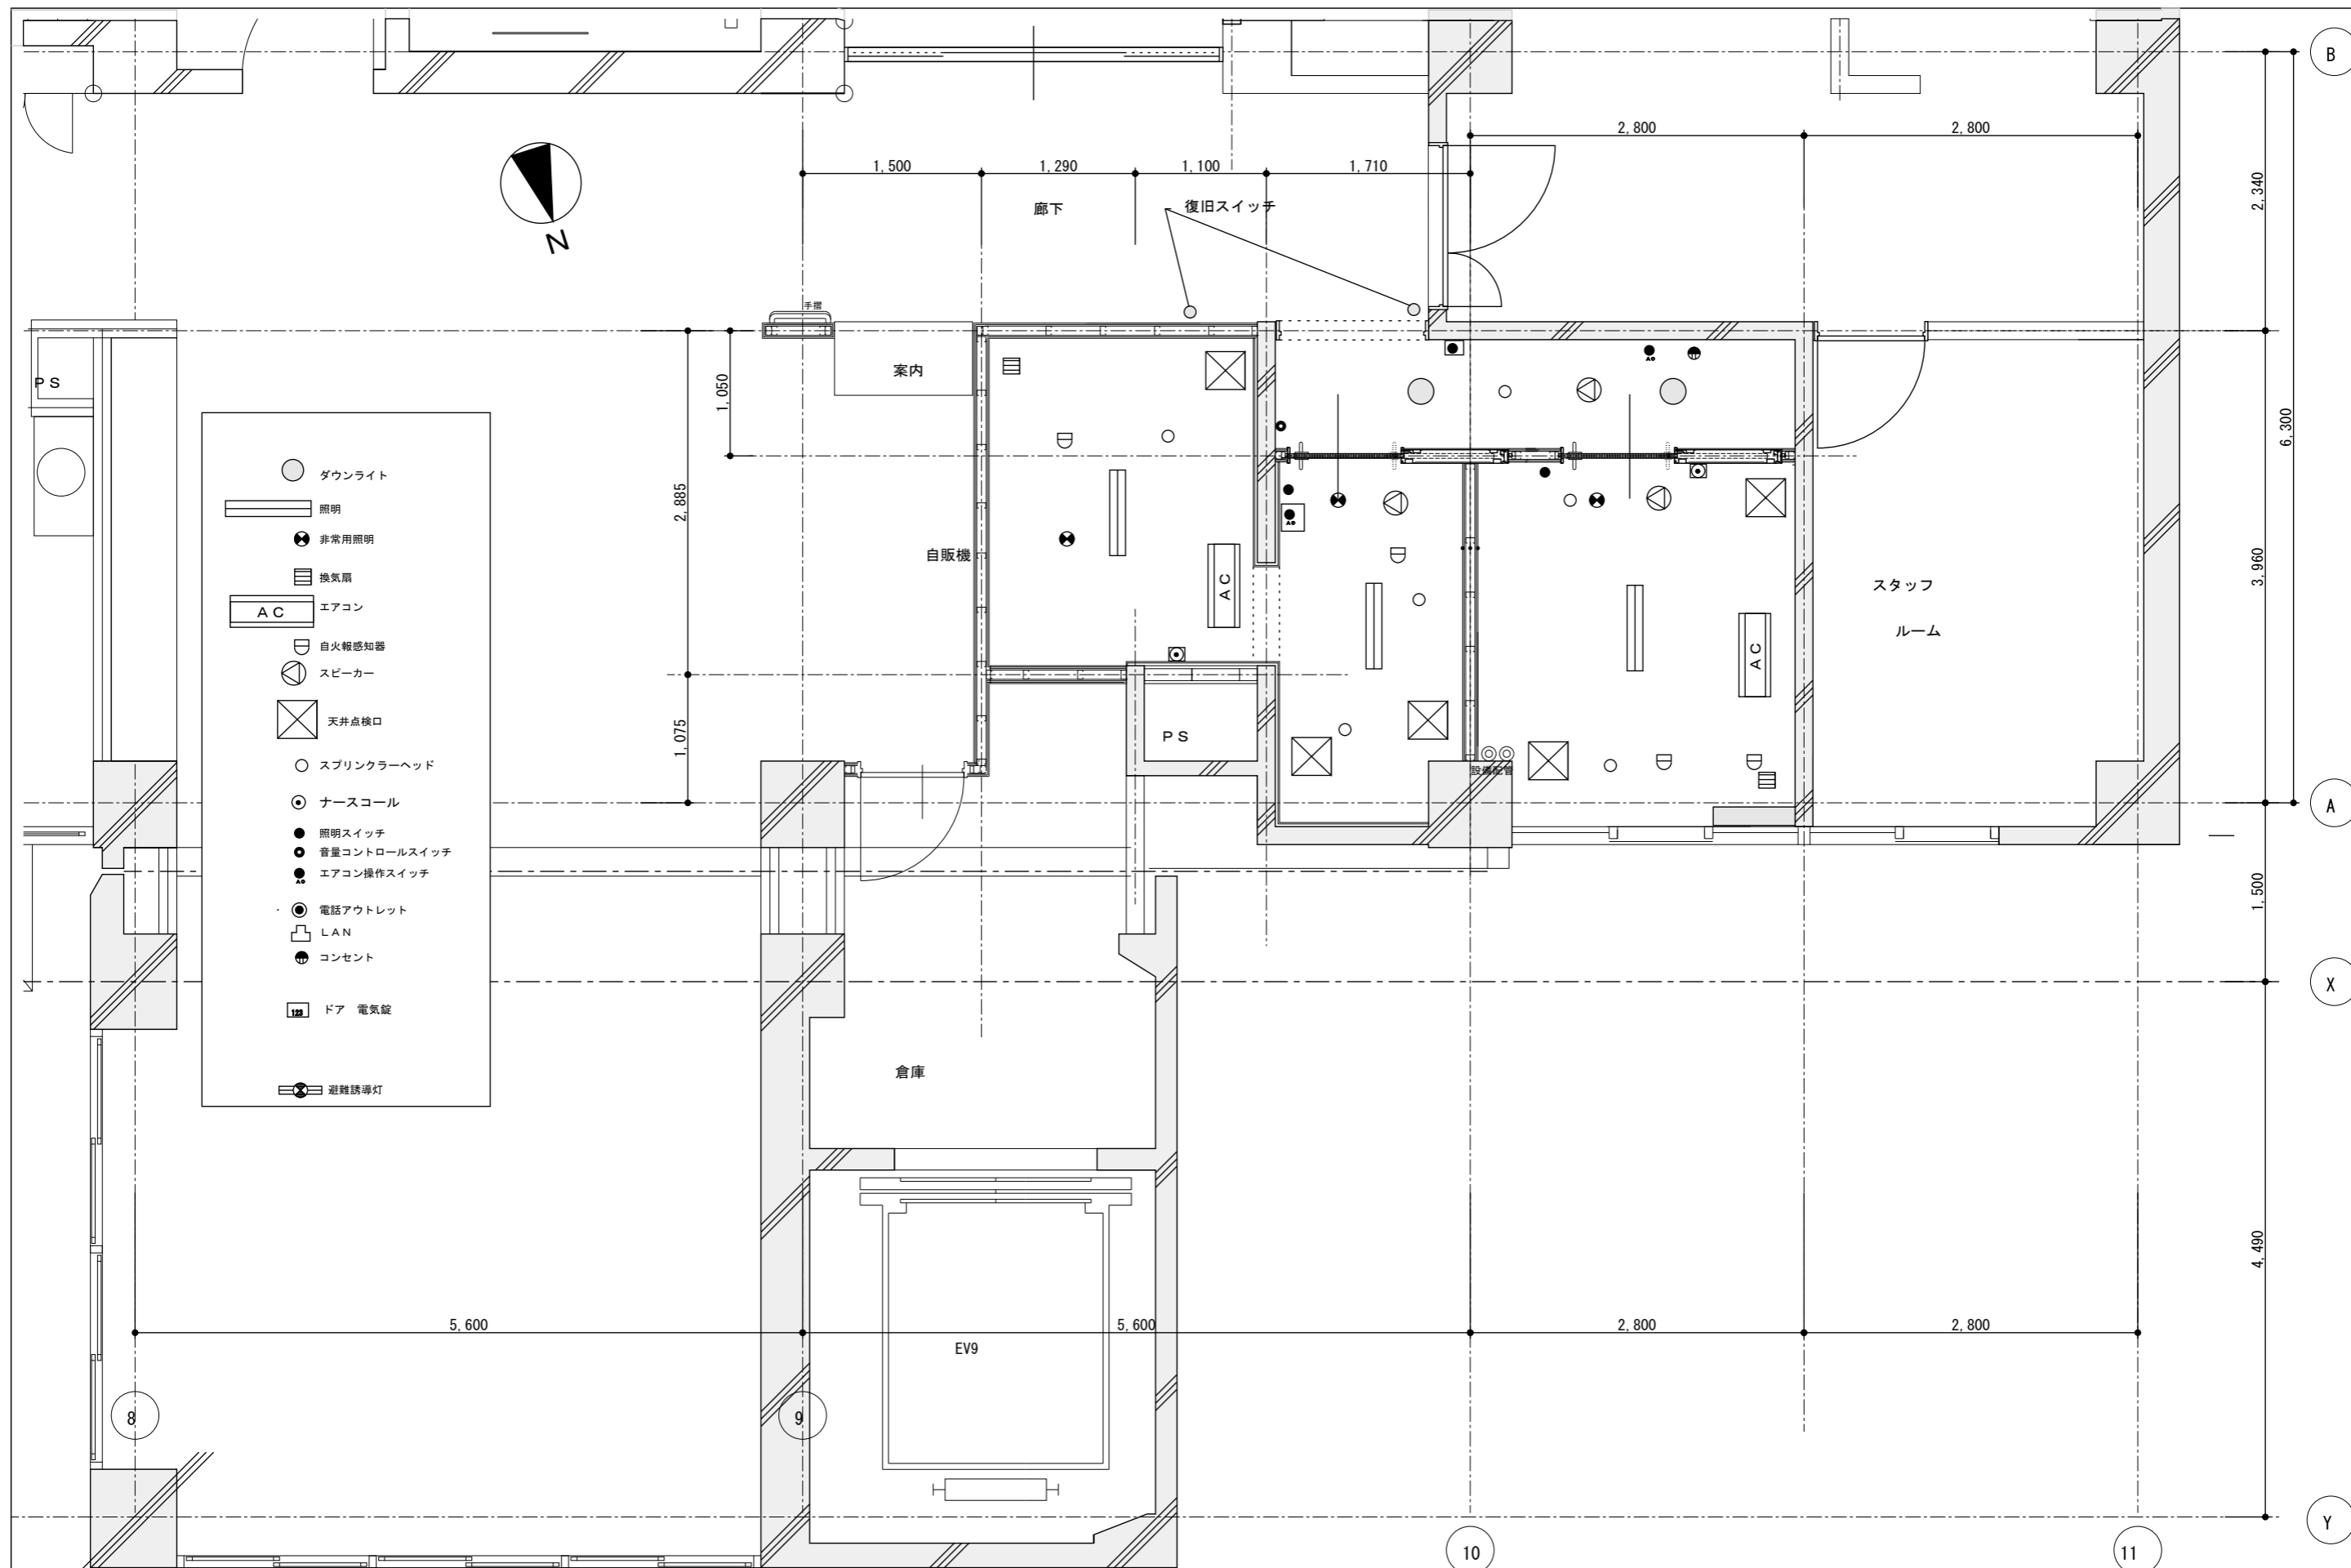 B
2,800
2,800
1,500
1,290
1,100
1,710
廊下
復旧スイッチ
2,340
N
手摺
案内
PS
1,050
6,300
ダウンライト
照明
2,885
非常用照明
自販機
換気扇
AC
エアコン
AC
スタッフ
ルーム
3,960
自火報感知器
スピーカー
AC
天井点検口
1,075
PS
スプリンクラーヘッド
設備配管
ナースコール
A
照明スイッチ
音量コントロールスイッチ
AC
エアコン操作スイッチ
電話アウトレット
LAN
コンセント
1,500
X
123
ドア 電気錠
倉庫
避難誘導灯
4,490
5,600
5,600
2,800
2,800
EV9
8
9
10
11
Y